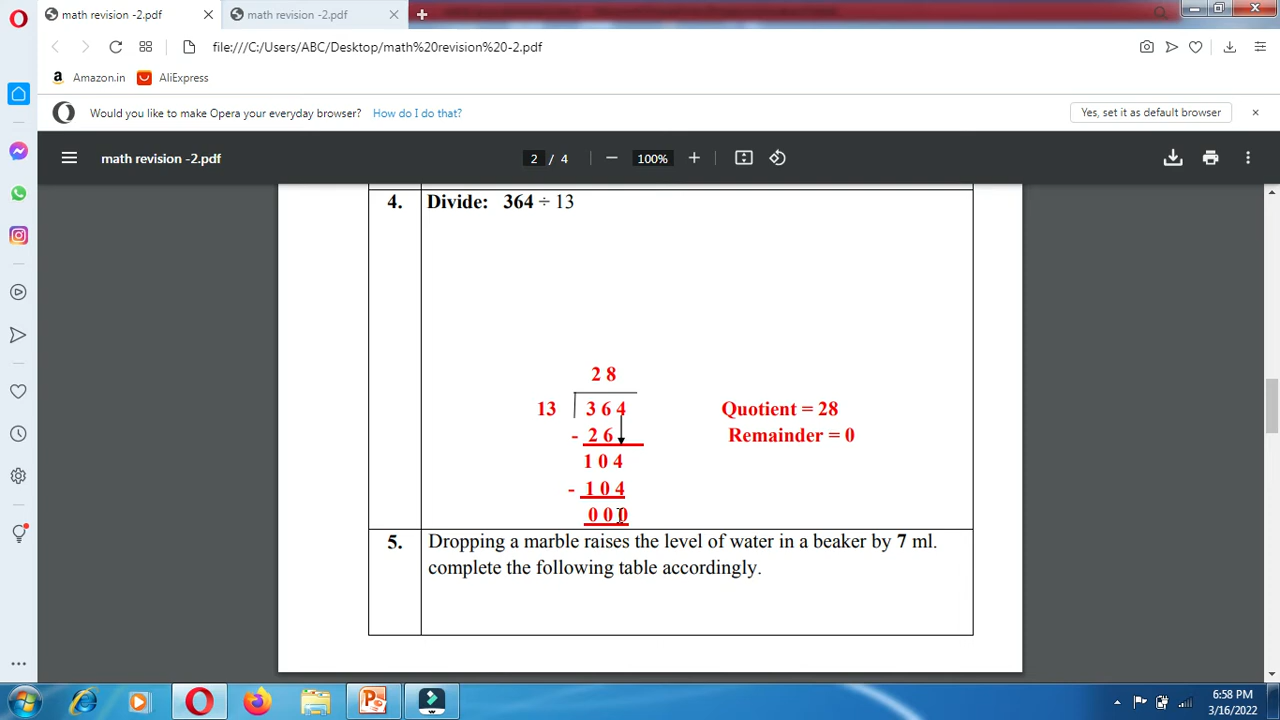 math revision -2.pdf
math revision -2.pdf
file:///C:/Users/ABC/Desktop/math%20revision%20-2.pdf
Amazon.in
AliExpress
Would you like to make Opera your everyday browser? How do I do that?
Yes, set it as default browser
math revision -2.pdf
2 / 4
100%
4. Divide: 364 ÷ 13
2 8
13 3 6 4 Quotient = 28
- 2 6 Remainder = 0
1 0 4
- 1 0 4
0 0 0
5. Dropping a marble raises the level of water in a beaker by 7 ml.
complete the following table accordingly.
6:58 PM
3/16/2022